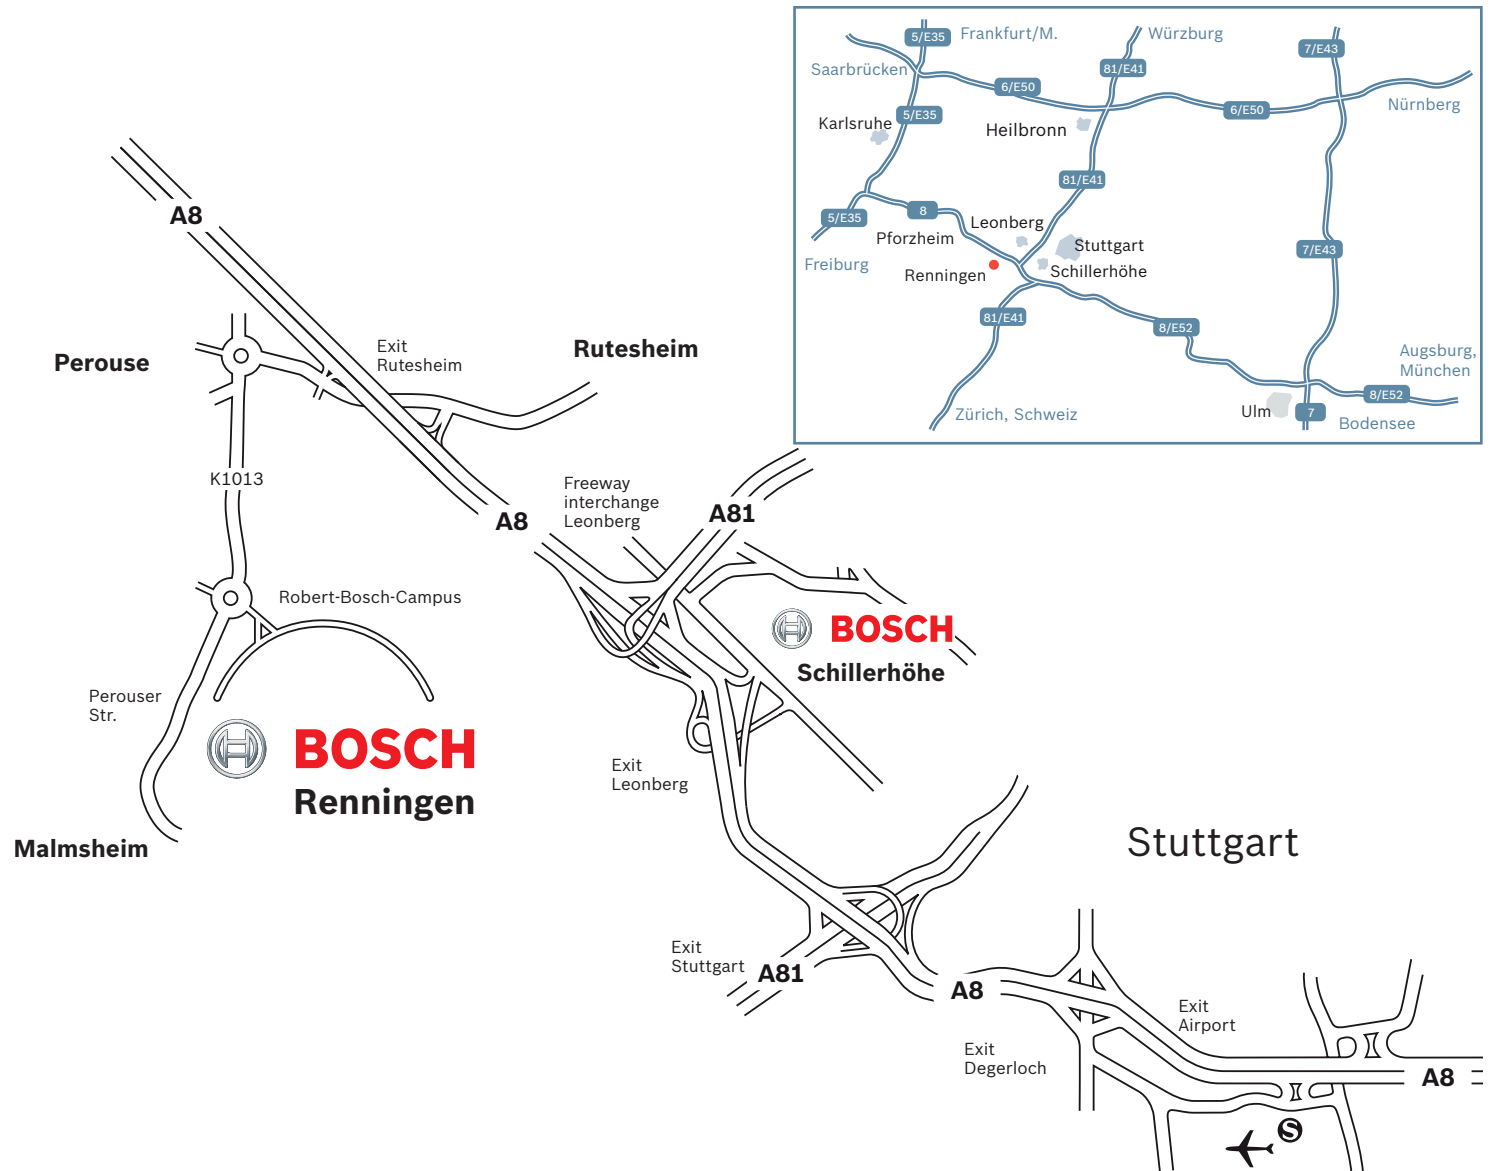 5/E35
Frankfurt/M.
Würzburg
7/E43
Saarbrücken
81/E41
6/E50
6/E50
Nürnberg
5/E35
Karlsruhe
Heilbronn
81/E41
5/E35
8
Leonberg
Pforzheim
Stuttgart
7/E43
Freiburg
Renningen
Schillerhöhe
81/E41
8/E52
Augsburg,
München
8/E52
Zürich, Schweiz
Ulm
7
Bodensee
A8
Perouse
Exit
Rutesheim
Rutesheim
K1013
Freeway
interchange
Leonberg
A8
A81
Robert-Bosch-Campus
BOSCH
Schillerhöhe
Perouser
Str.
BOSCH
Renningen
Exit
Leonberg
Malmsheim
Stuttgart
Exit
Stuttgart
A81
A8
Exit
Airport
Exit
Degerloch
A8
S